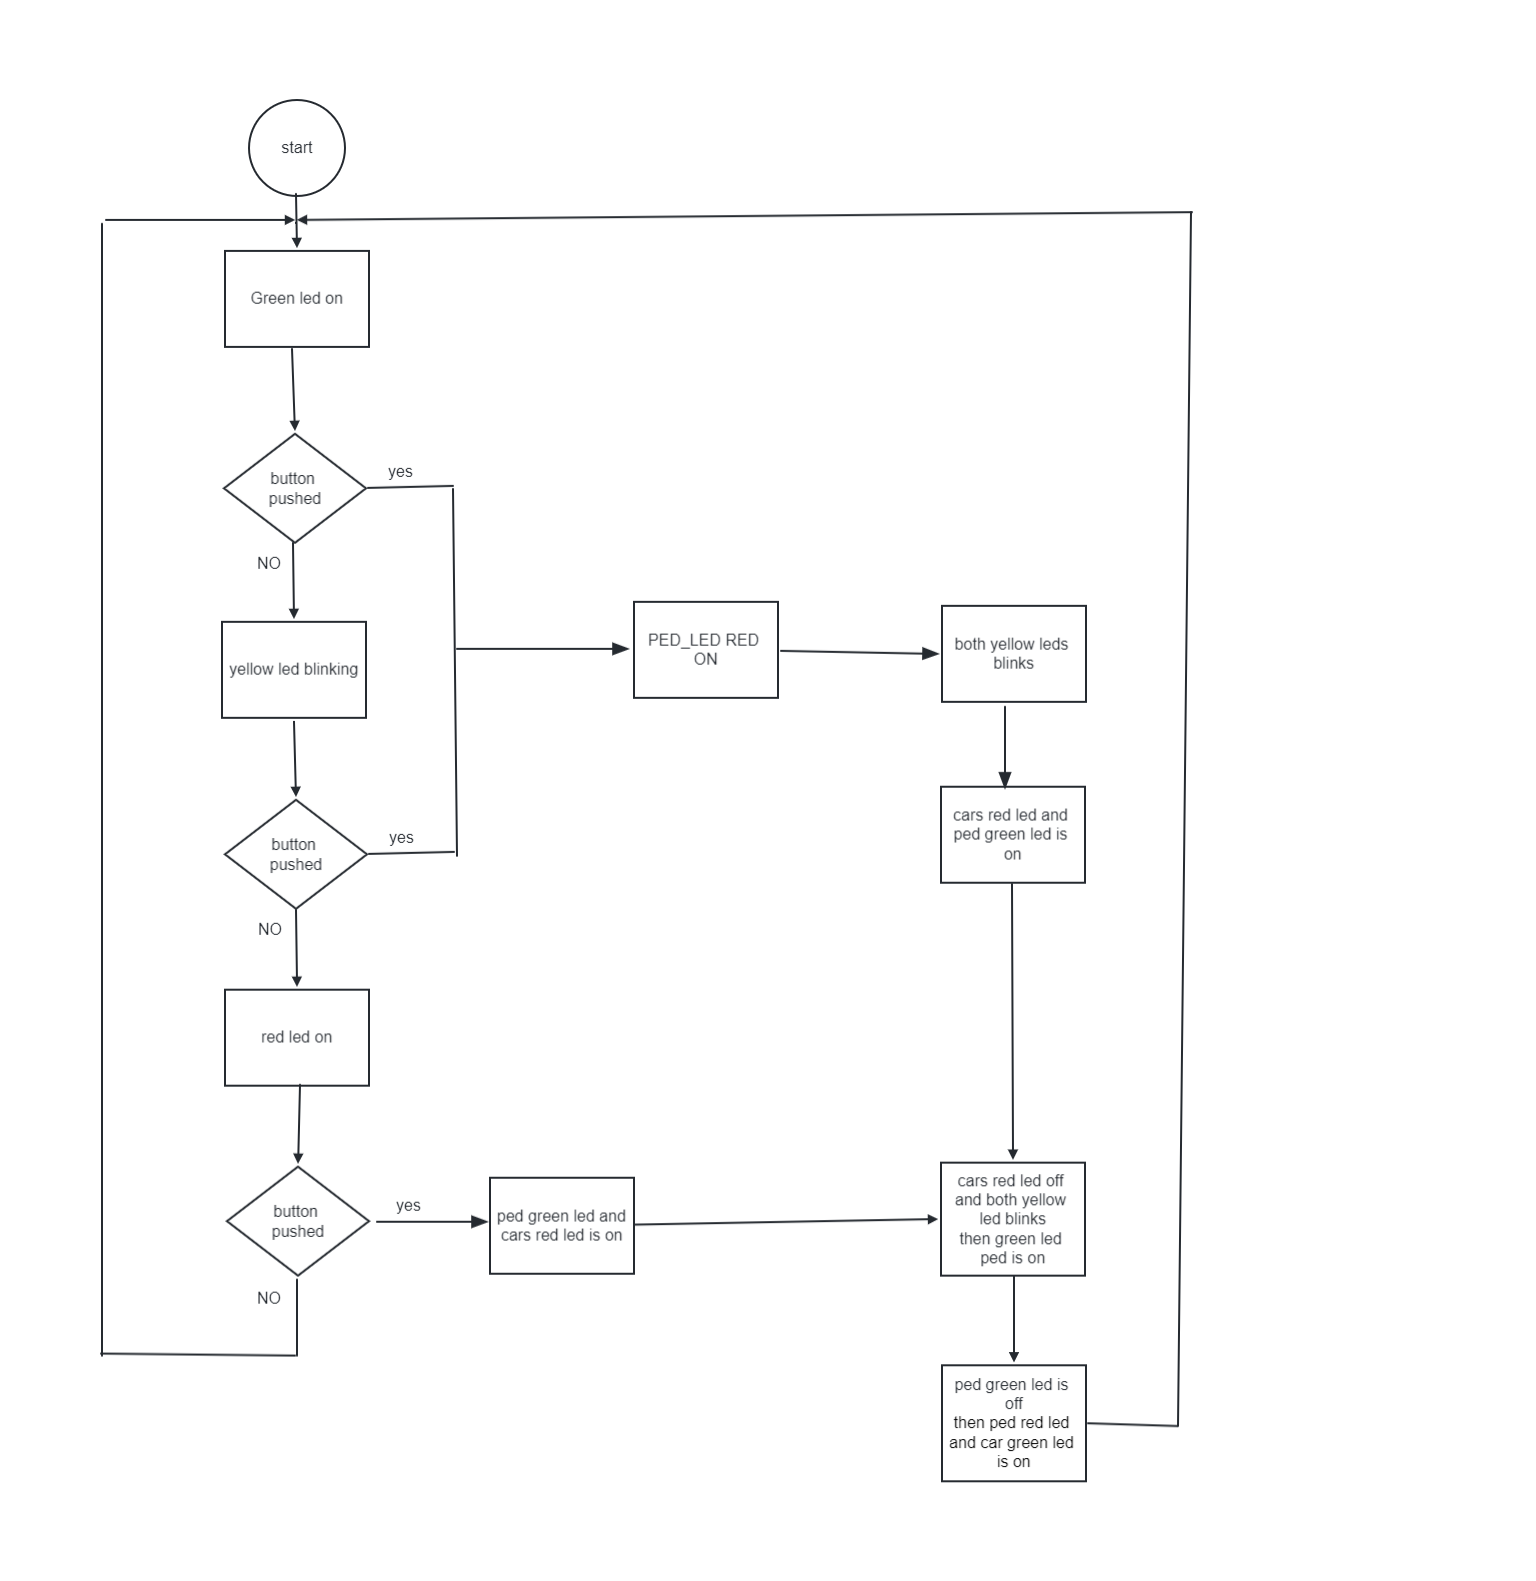 start
Green led on
button
pushed
yes
NO
yellow led blinking
PED_LED RED
ON
both yellow leds
blinks
cars red led and
ped green led is
on
button
pushed
yes
NO
red led on
button
pushed
yes
NO
ped green led and
cars red led is on
cars red led off
and both yellow
led blinks
then green led
ped is on
ped green led is
off
then ped red led
and car green led
is on